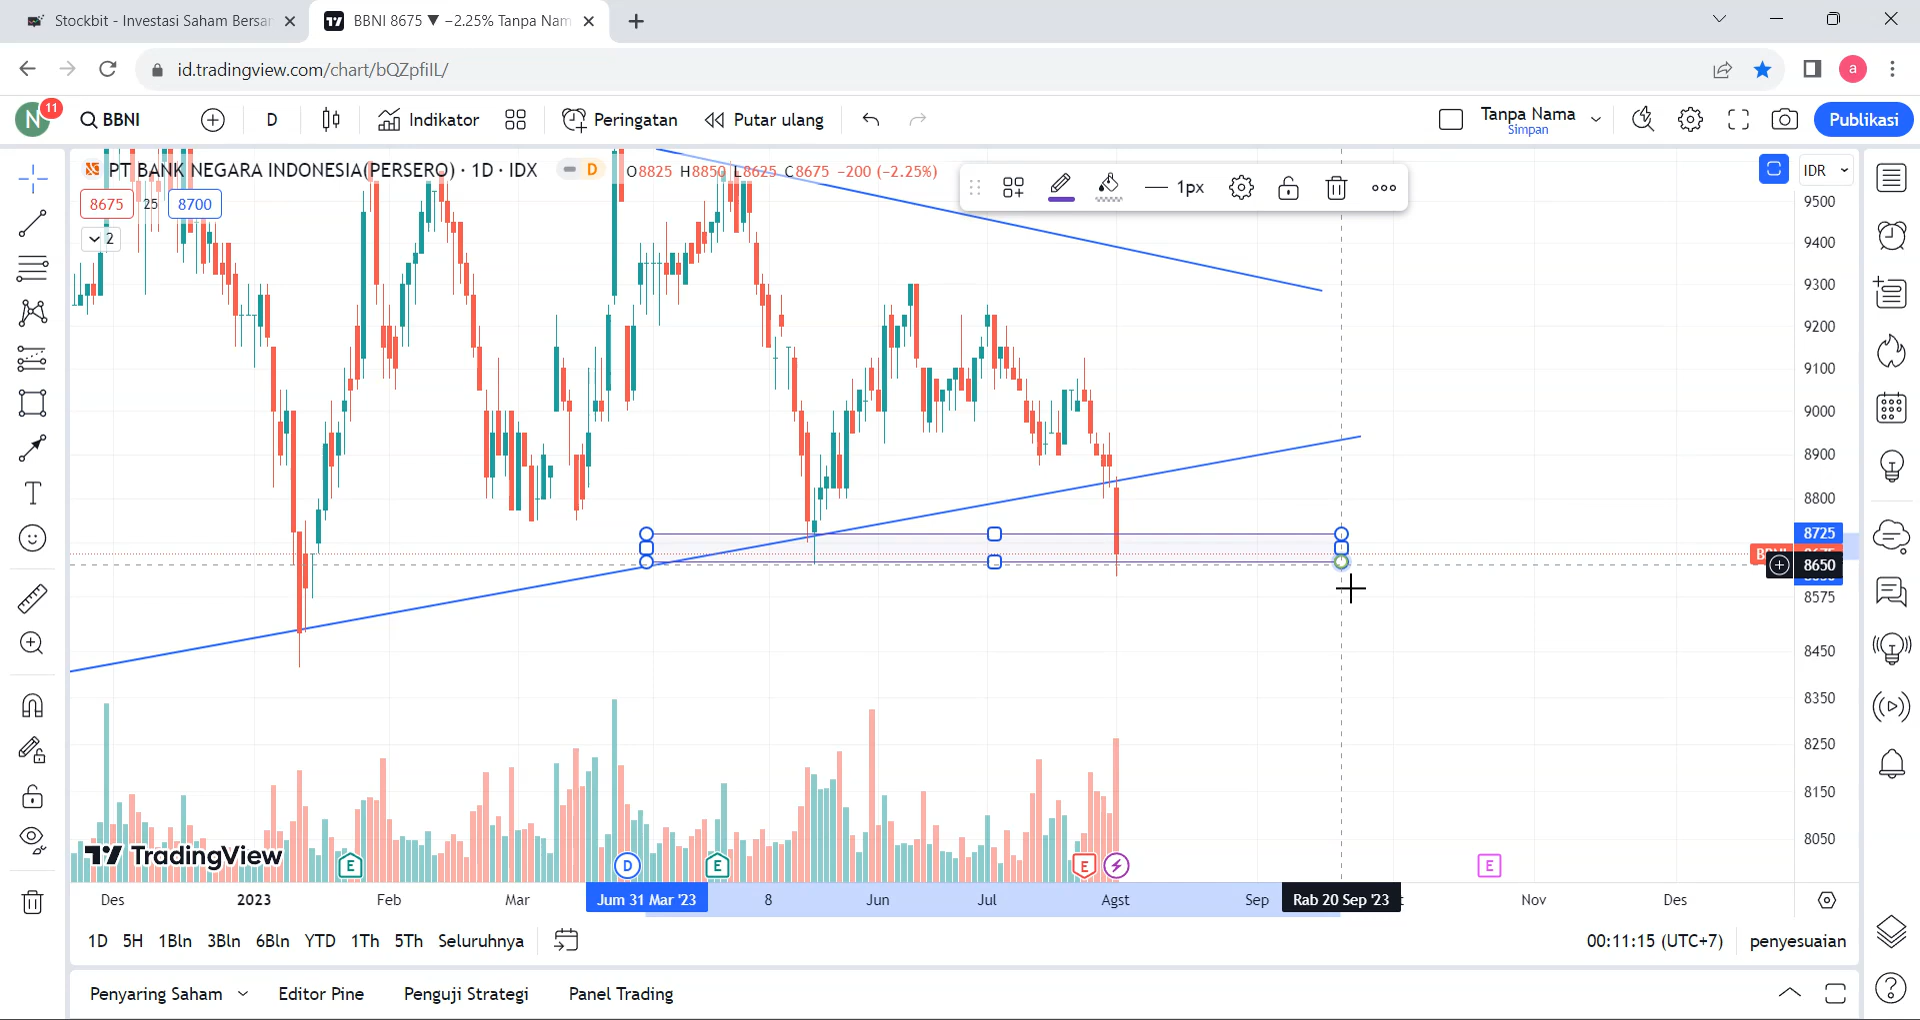 Stockbit - Investasi Saham Bersar
BBNI 8675 ▼ −2.25% Tanpa Nam
id.tradingview.com/chart/bQZpfilL/
a
N
11
BBNI
D
Indikator
Peringatan
Putar ulang
Tanpa Nama
Simpan
Publikasi
PT BANK NEGARA INDONESIA(PERSERO) · 1D · IDX
D
O8825 H8850 L8625 C8675 −200 (−2.25%)
1px
IDR
8675
25
8700
2
9500
9400
9300
9200
9100
9000
8900
8800
8725
8650
8575
8450
8350
8250
8150
8050
TradingView
E
D
E
E
E
Des
2023
Feb
Mar
Jum 31 Mar '23
8
Jun
Jul
Agst
Sep
Rab 20 Sep '23
Nov
Des
1D
5H
1Bln
3Bln
6Bln
YTD
1Th
5Th
Seluruhnya
00:11:15 (UTC+7)
penyesuaian
Penyaring Saham
Editor Pine
Penguji Strategi
Panel Trading